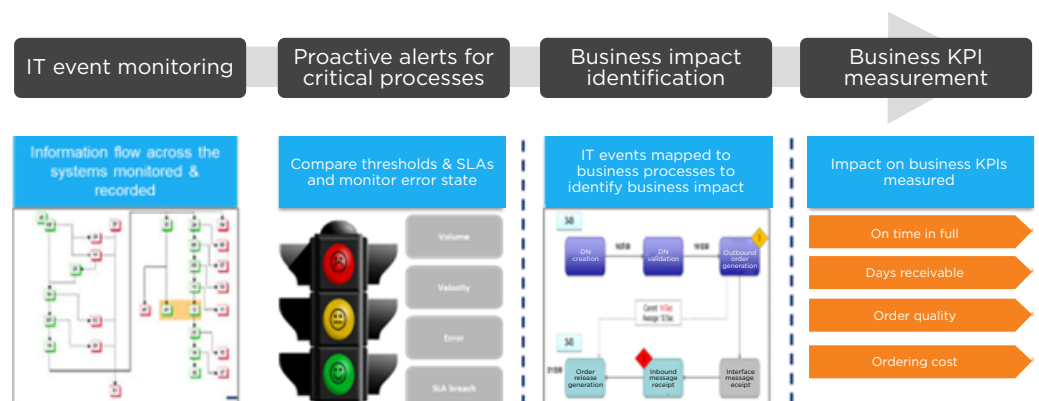 IT event monitoring
Proactive alerts for
critical processes
Business impact
identification
Business KPI
measurement
Information flow across the
systems monitored &
recorded
Compare thresholds & SLAs
and monitor error state
IT events mapped to
business processes to
identify business impact
Impact on business KPIs
measured
Volume
Velocity
Error
SLA breach
DN
creation
DN
validation
Outbound
order
generation
Order
release
generation
Inbound
message
receipt
Interface
message
eceipt
On time in full
Days receivable
Order quality
Ordering cost